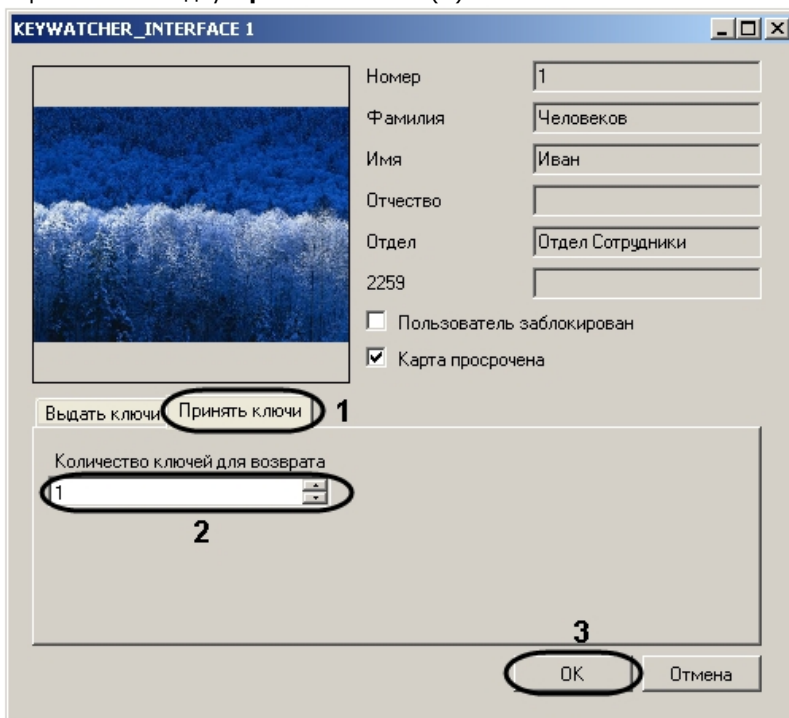 KEYWATCHER_INTERFACE 1
Номер 1
Фамилия Человеков
Имя Иван
Отчество
Отдел Отдел Сотрудники
2259
Пользователь заблокирован
Карта просрочена
Выдать ключи Принять ключи 1
Количество ключей для возврата
1
2
3
OK Отмена